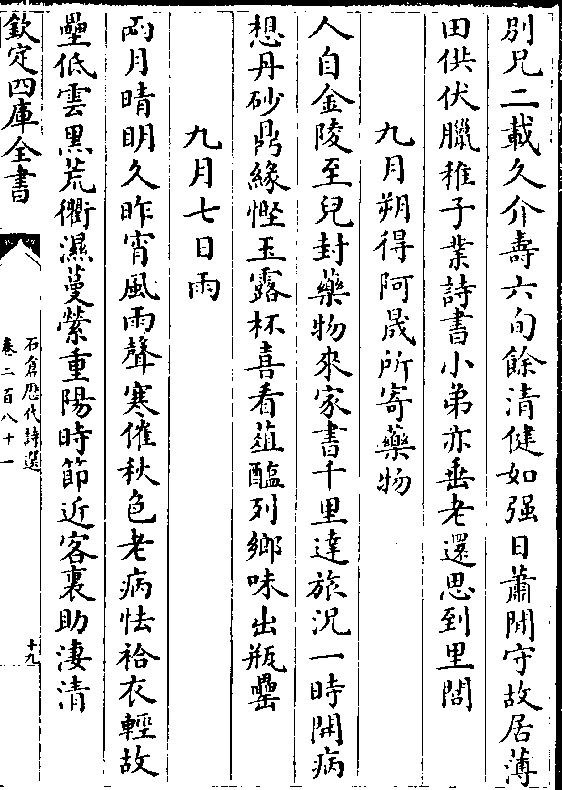 別兄二載久介壽六旬餘清健如强日蕭閒守故居薄
田供伏臘稚子業詩書小弟亦垂老還思到里閭
九月朔得阿晟所寄藥物
人自金陵至兒封藥物來家書千里達旅況一時開病
想丹砂鼎緣慳玉露杯喜看葅醢列鄉味出瓶罍
九月七日雨
兩月晴明久昨宵風雨聲寒催秋色老病怯袷衣輕故
壘低雲黑荒衢濕蔓縈重陽時節近客裏助淒清
欽定四庫全書
石倉歷代詩選
卷二百八十一
十九